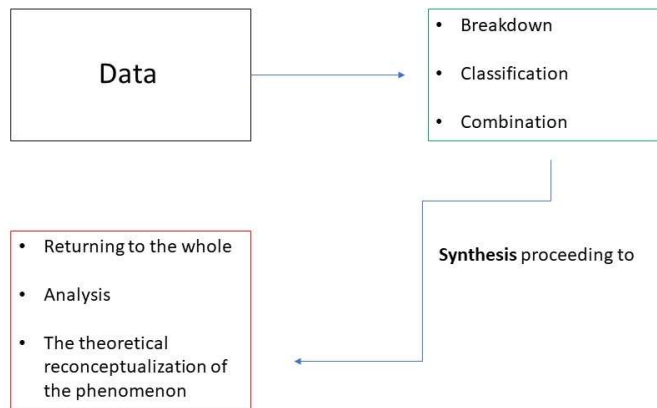 Data
• Breakdown
• Classification
• Combination
Synthesis proceeding to
• Returning to the whole
• Analysis
• The theoretical
reconceptualization of
the phenomenon